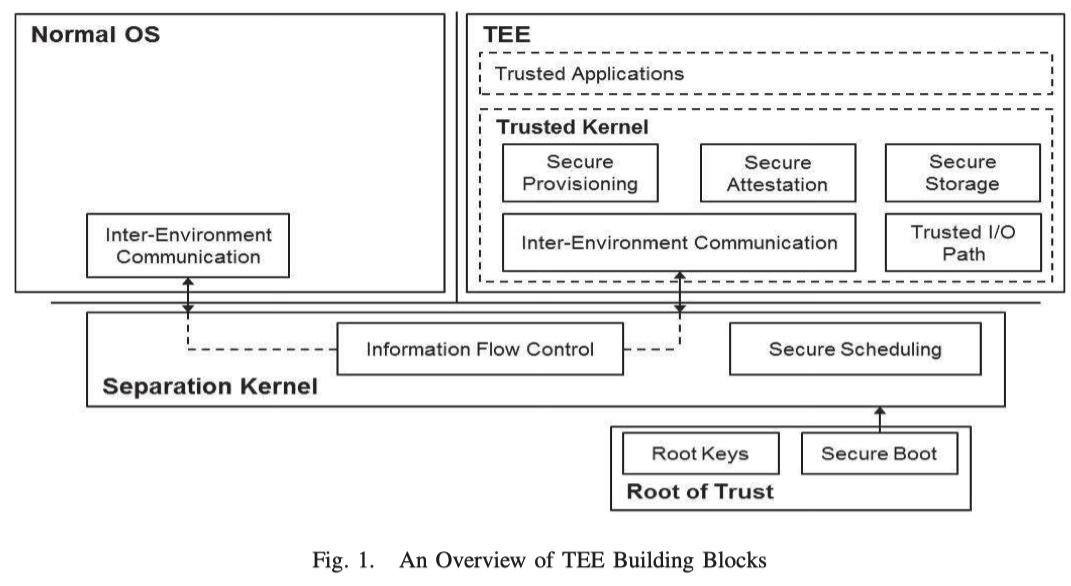 Normal OS
TEE
Trusted Applications
Trusted Kernel
Secure
Provisioning
Secure
Attestation
Secure
Storage
Inter-Environment
Communication
Inter-Environment Communication
Trusted I/O
Path
Information Flow Control
Secure Scheduling
Separation Kernel
Root Keys
Secure Boot
Root of Trust
Fig. 1. An Overview of TEE Building Blocks